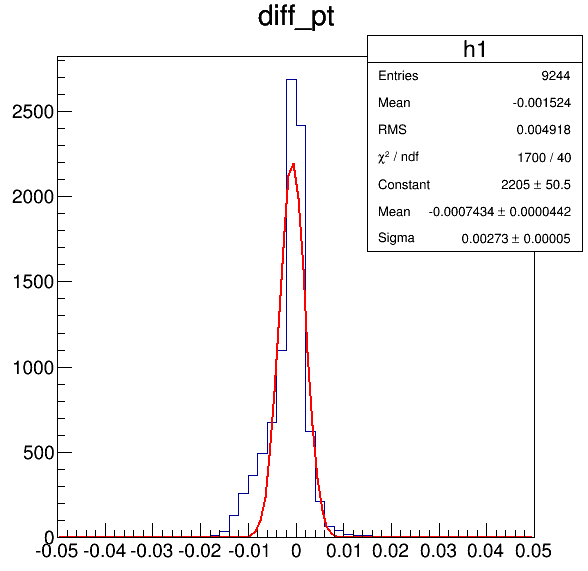 diff_pt
h1
Entries 9244
Mean -0.001524
RMS 0.004918
χ² / ndf 1700 / 40
Constant 2205 ± 50.5
Mean -0.0007434 ± 0.0000442
Sigma 0.00273 ± 0.00005
2500
2000
1500
1000
500
0
-0.05 -0.04 -0.03 -0.02 -0.01 0 0.01 0.02 0.03 0.04 0.05